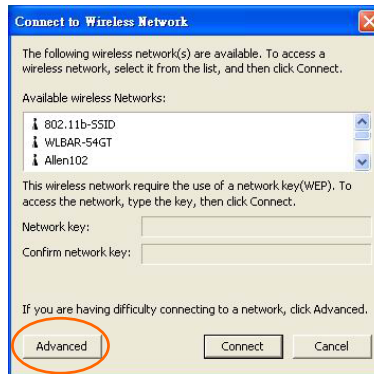 Connect to Wireless Network
The following wireless network(s) are available. To access a
wireless network, select it from the list, and then click Connect.
Available wireless Networks:
802.11b-SSID
WLBAR-54GT
Allen102
This wireless network require the use of a network key(WEP). To
access the network, type the key, then click Connect.
Network key:
Confirm network key:
If you are having difficulty connecting to a network, click Advanced.
Advanced Connect Cancel